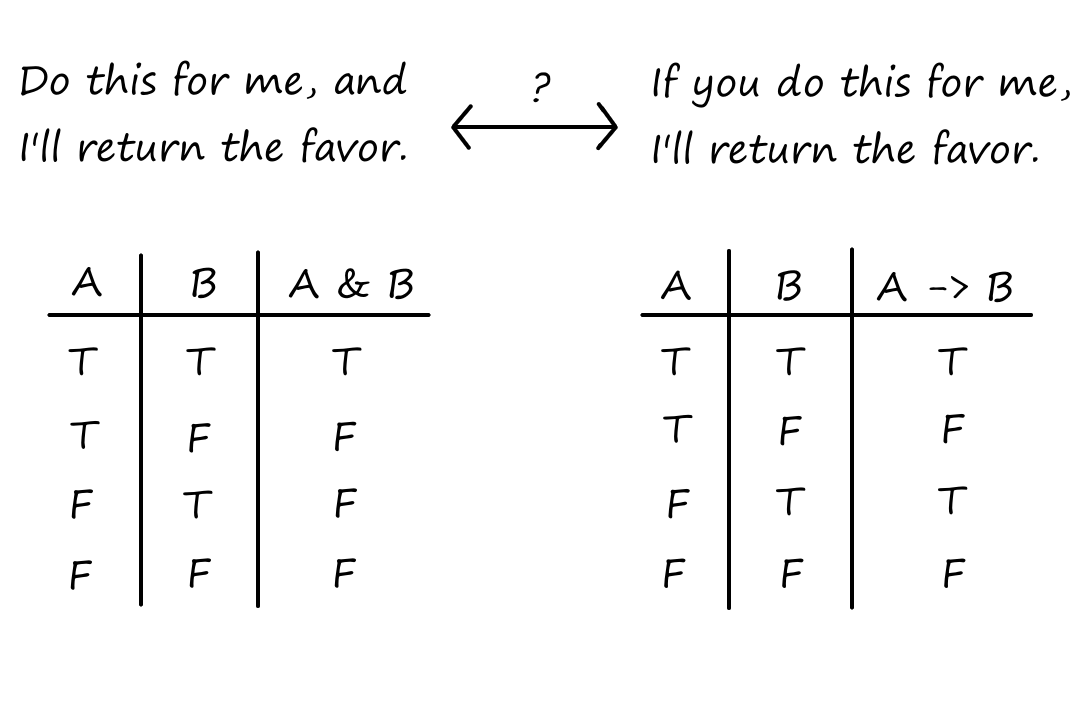 Do this for me, and
I'll return the favor.
?
If you do this for me,
I'll return the favor.
A B A & B
T T T
T F F
F T F
F F F
A B A -> B
T T T
T F F
F T T
F F F